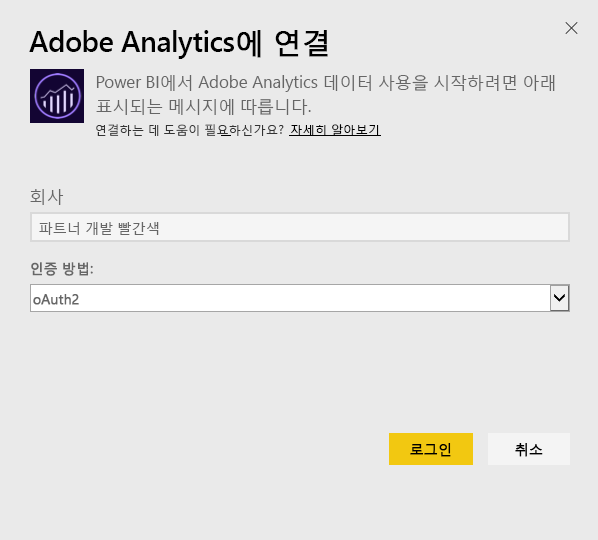 Adobe Analytics에 연결
Power BI에서 Adobe Analytics 데이터 사용을 시작하려면 아래
표시되는 메시지에 따릅니다.
연결하는 데 도움이 필요하신가요? 자세히 알아보기
회사
파트너 개발 빨간색
인증 방법:
oAuth2
로그인 취소